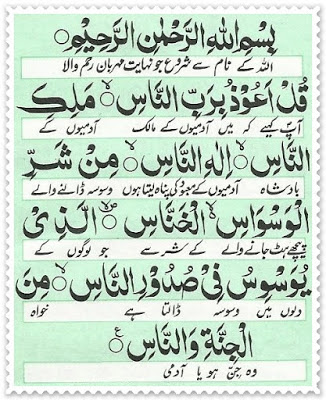 بِسْمِ اللهِ الرَّحْمٰنِ الرَّحِيْمِ
اللہ کے نام سے شروع جو نہایت مہربان رحم والا
قُلْ اَعُوْذُ بِرَبِّ النَّاسِ ۙ مَلِكِ
آپ کہیے کہ میں آدمیوں کے مالک آدمیوں کے
النَّاسِ ۙ اِلٰهِ النَّاسِ ۙ مِنْ شَرِّ
بادشاہ آدمیوں کے معبود کی پناہ لیتا ہوں وسوسہ ڈالنے والے
الْوَسْوَاسِ ۙ الْخَنَّاسِ ۙ الَّذِیْ
پیچھے ہٹ جانے والے کے شر سے جو لوگوں کے
یُوَسْوِسُ فِیْ صُدُوْرِ النَّاسِ ۙ مِنَ
دلوں میں وسوسہ ڈالتا ہے خواہ
الْجِنَّةِ وَالنَّاسِ ۠
وہ جن ہو یا آدمی